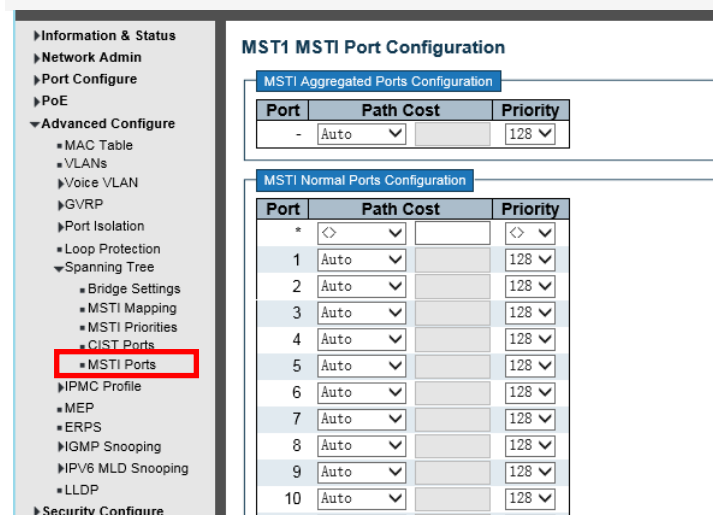 Information & Status
Network Admin
Port Configure
PoE
Advanced Configure
MAC Table
VLANs
Voice VLAN
GVRP
Port Isolation
Loop Protection
Spanning Tree
Bridge Settings
MSTI Mapping
MSTI Priorities
CIST Ports
MSTI Ports
IPMC Profile
MEP
ERPS
IGMP Snooping
IPV6 MLD Snooping
LLDP
Security Configure
MST1 MSTI Port Configuration
MSTI Aggregated Ports Configuration
Port Path Cost Priority
- Auto 128
MSTI Normal Ports Configuration
Port Path Cost Priority
* <> <>
1 Auto 128
2 Auto 128
3 Auto 128
4 Auto 128
5 Auto 128
6 Auto 128
7 Auto 128
8 Auto 128
9 Auto 128
10 Auto 128